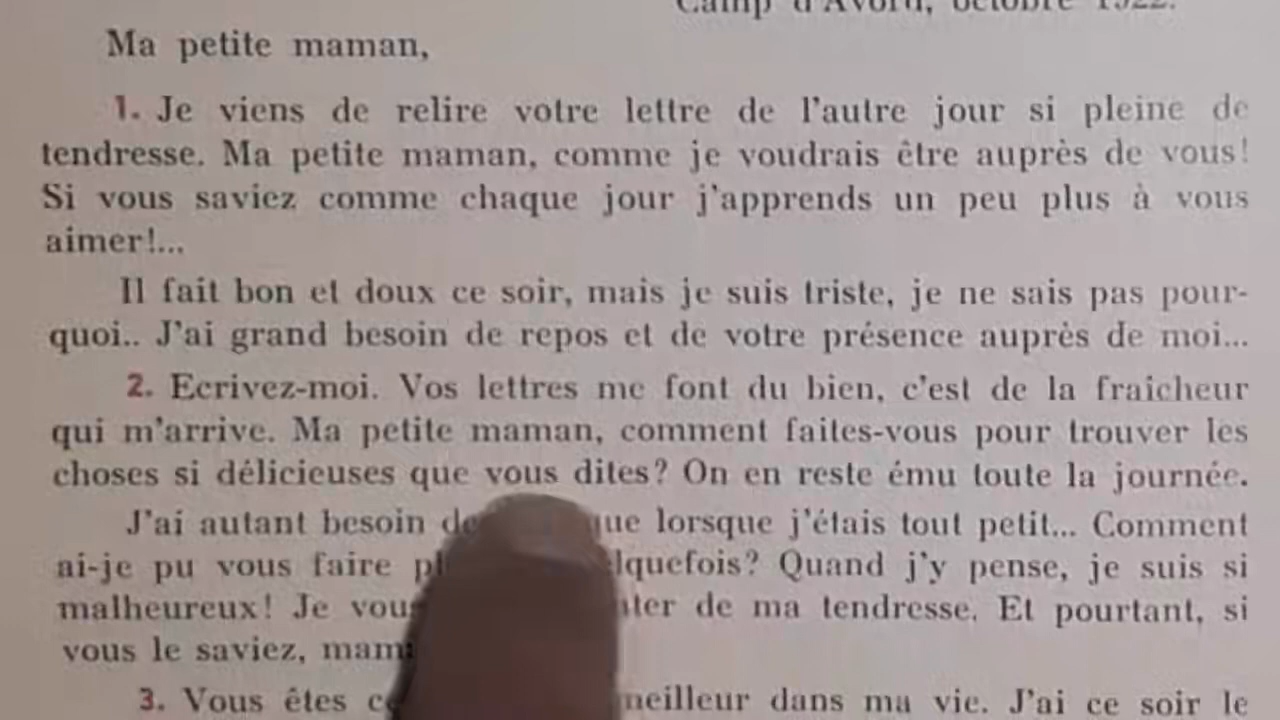 Camp d'Avord, octobre 1922.
Ma petite maman,
1. Je viens de relire votre lettre de l'autre jour si pleine de
tendresse. Ma petite maman, comme je voudrais être auprès de vous!
Si vous saviez comme chaque jour j'apprends un peu plus à vous
aimer!...
Il fait bon et doux ce soir, mais je suis triste, je ne sais pas pour-
quoi.. J'ai grand besoin de repos et de votre présence auprès de moi...
2. Ecrivez-moi. Vos lettres me font du bien, c'est de la fraicheur
qui m'arrive. Ma petite maman, comment faites-vous pour trouver les
choses si délicieuses que vous dites? On en reste ému toute la journée.
J'ai autant besoin de que lorsque j'étais tout petit... Comment
ai-je pu vous faire Quand j'y pense, je suis si
malheureux! Je de ma tendresse. Et pourtant, si
vous le saviez,
3. Vous êtes dans ma vie. J'ai ce soir le